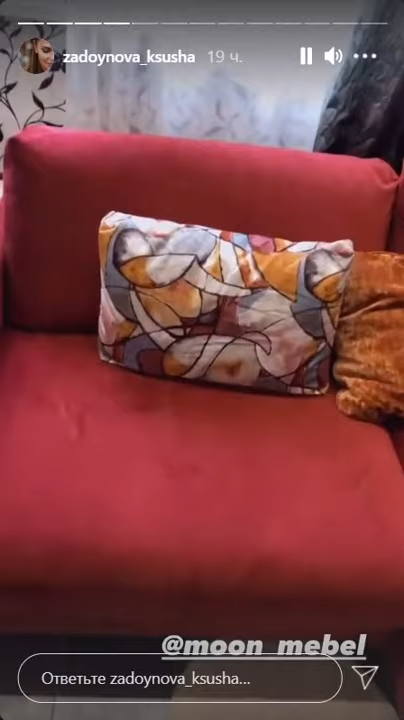 zadoynova_ksusha 19 ч.
@moon_mebel
Ответьте zadoynova_ksusha...